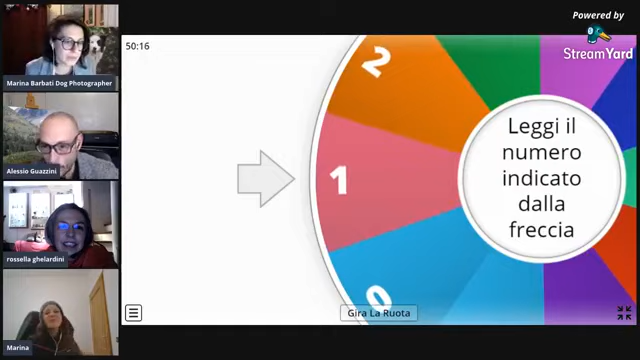 Powered by
StreamYard
50:16
2
1
0
Leggi il
numero
indicato
dalla
freccia
Gira La Ruota
Marina Barbati Dog Photographer
Alessio Guazzini
rossella ghelardini
Marina